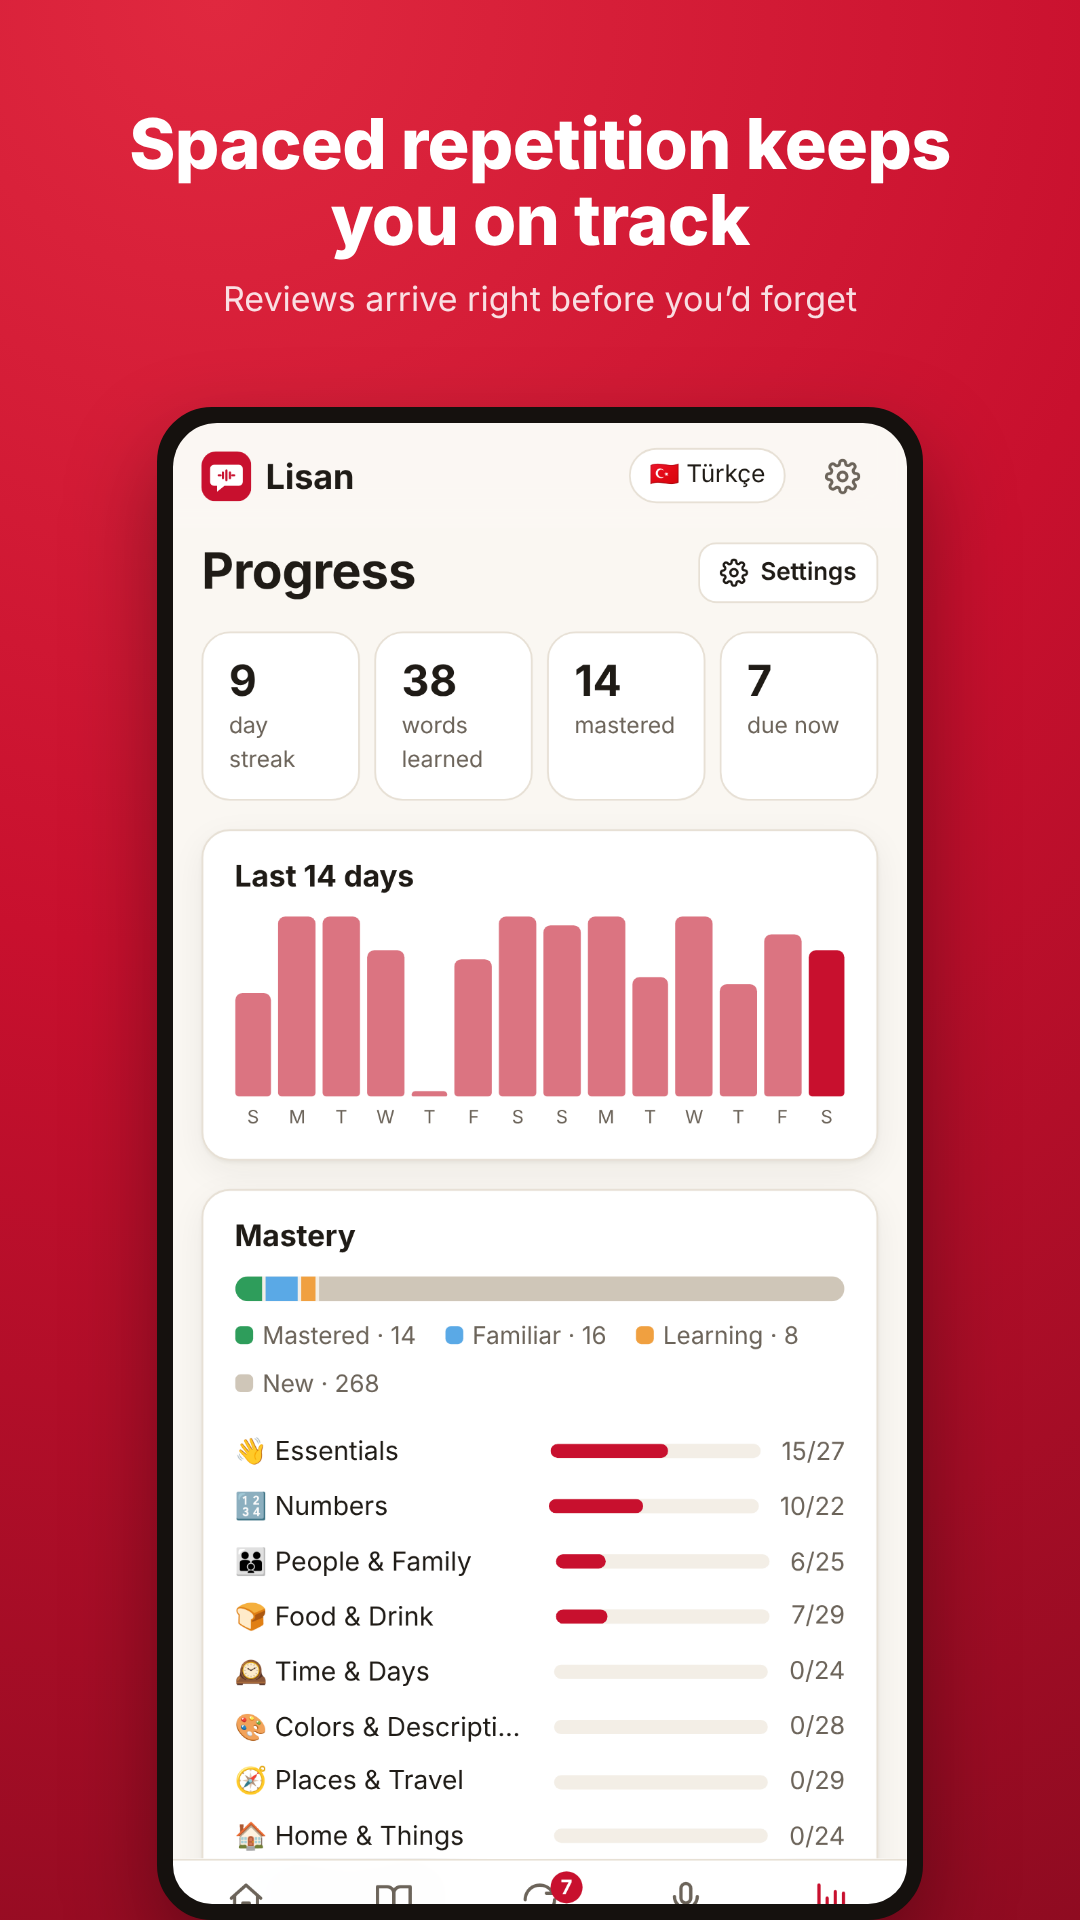 Spaced repetition keeps
you on track
Reviews arrive right before you’d forget
Lisan
Türkçe
Progress
Settings
9
day
streak
38
words
learned
14
mastered
7
due now
Last 14 days
S M T W T F S S M T W T F S
Mastery
Mastered · 14
Familiar · 16
Learning · 8
New · 268
Essentials 15/27
Numbers 10/22
People & Family 6/25
Food & Drink 7/29
Time & Days 0/24
Colors & Descripti... 0/28
Places & Travel 0/29
Home & Things 0/24
7